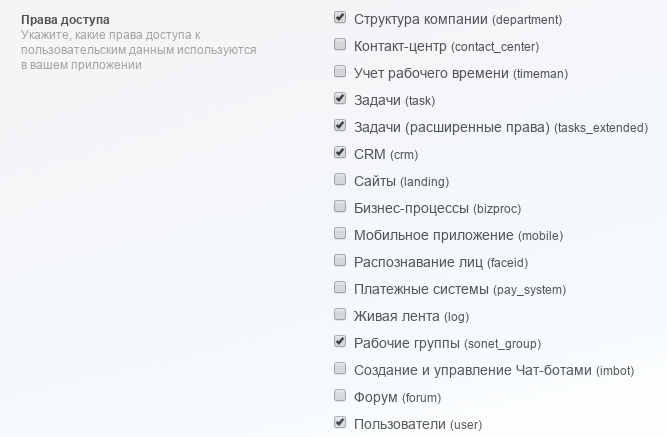 Права доступа
Укажите, какие права доступа к
пользовательским данным используются
в вашем приложении
Структура компании (department)
Контакт-центр (contact_center)
Учет рабочего времени (timeman)
Задачи (task)
Задачи (расширенные права) (tasks_extended)
CRM (crm)
Сайты (landing)
Бизнес-процессы (bizproc)
Мобильное приложение (mobile)
Распознавание лиц (faceid)
Платежные системы (pay_system)
Живая лента (log)
Рабочие группы (sonet_group)
Создание и управление Чат-ботами (imbot)
Форум (forum)
Пользователи (user)